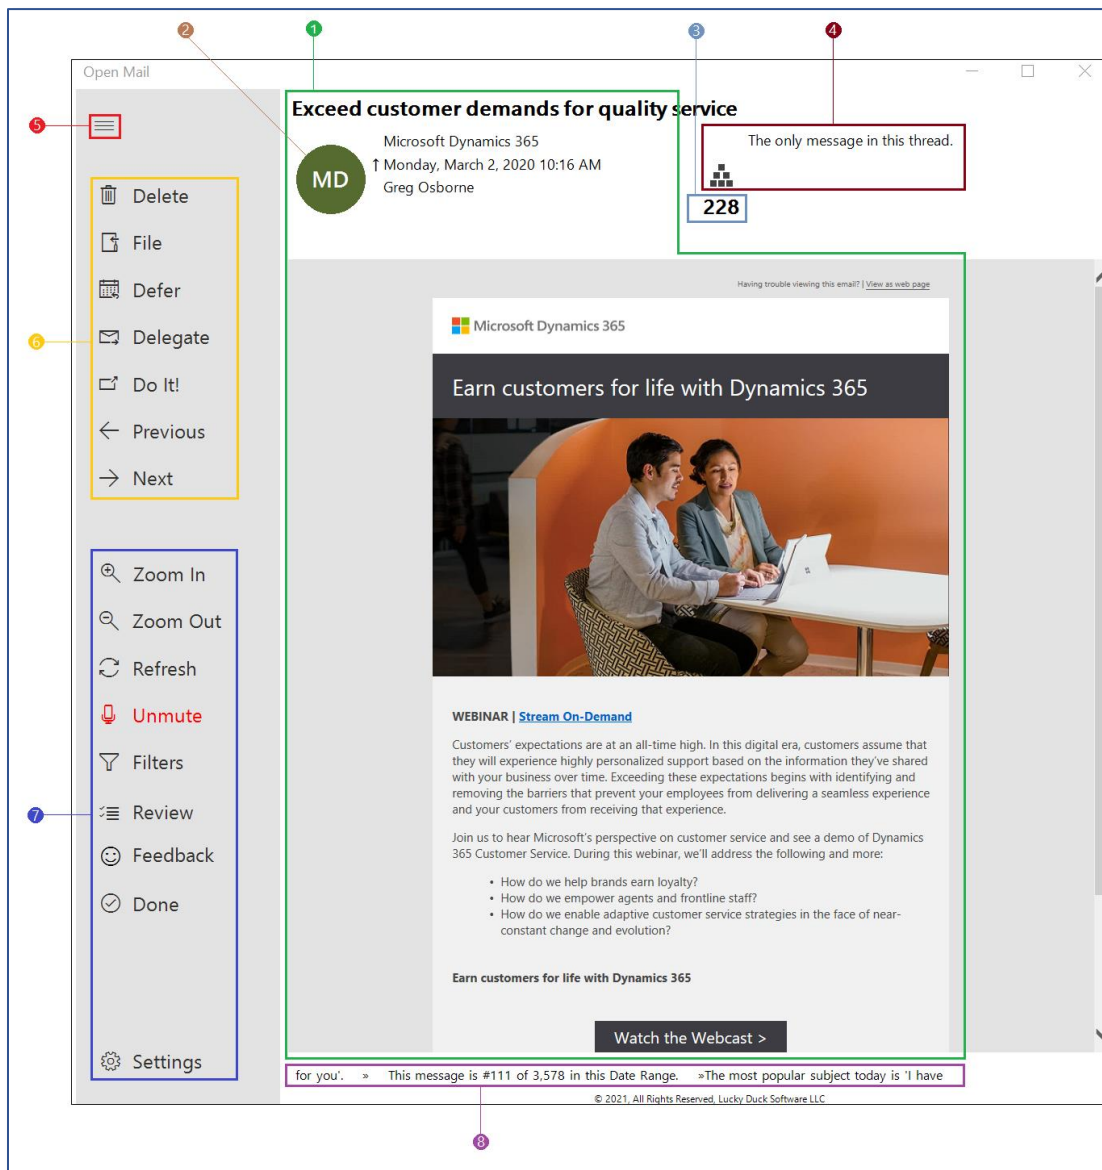 2
1
3
4
Open Mail
5
Exceed customer demands for quality service
MD
Microsoft Dynamics 365
↑ Monday, March 2, 2020 10:16 AM
Greg Osborne
The only message in this thread.
228
6
Delete
File
Defer
Delegate
Do It!
Previous
Next
7
Zoom In
Zoom Out
Refresh
Unmute
Filters
Review
Feedback
Done
Settings
Having trouble viewing this email? | View as web page
Microsoft Dynamics 365
Earn customers for life with Dynamics 365
WEBINAR | Stream On-Demand
Customers' expectations are at an all-time high. In this digital era, customers assume that
they will experience highly personalized support based on the information they've shared
with your business over time. Exceeding these expectations begins with identifying and
removing the barriers that prevent your employees from delivering a seamless experience
and your customers from receiving that experience.
Join us to hear Microsoft's perspective on customer service and see a demo of Dynamics
365 Customer Service. During this webinar, we'll address the following and more:
• How do we help brands earn loyalty?
• How do we empower agents and frontline staff?
• How do we enable adaptive customer service strategies in the face of near-
constant change and evolution?
Earn customers for life with Dynamics 365
Watch the Webcast >
for you'. » This message is #111 of 3,578 in this Date Range. »The most popular subject today is 'I have
© 2021, All Rights Reserved, Lucky Duck Software LLC
8